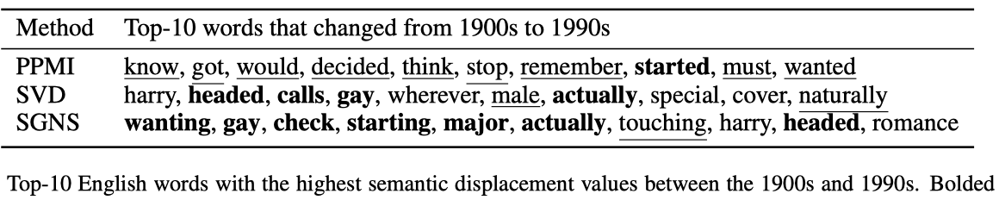 Method Top-10 words that changed from 1900s to 1990s
PPMI know, got, would, decided, think, stop, remember, started, must, wanted
SVD harry, headed, calls, gay, wherever, male, actually, special, cover, naturally
SGNS wanting, gay, check, starting, major, actually, touching, harry, headed, romance
Top-10 English words with the highest semantic displacement values between the 1900s and 1990s. Bolded